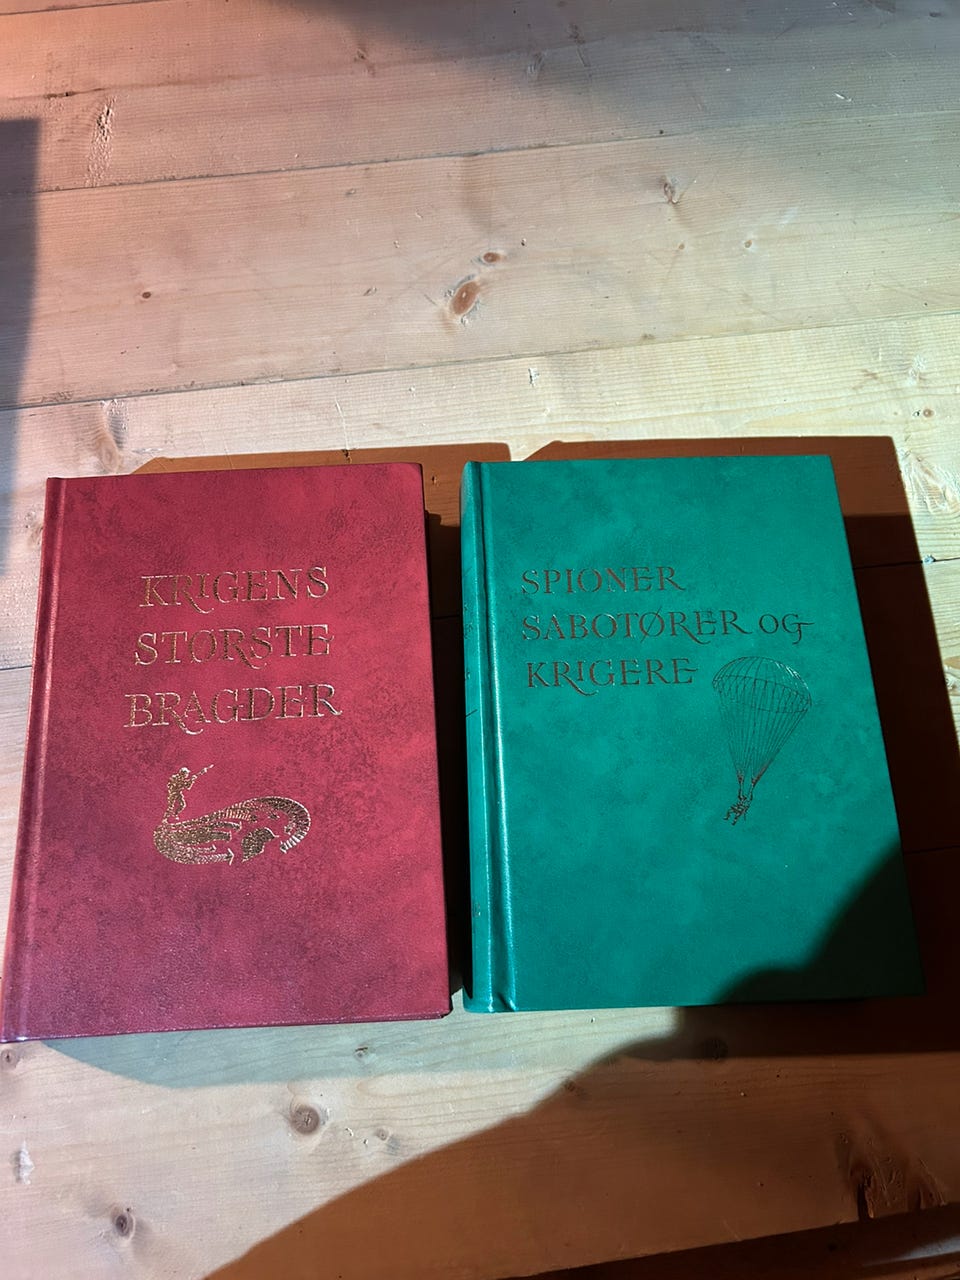 KRIGENS
STØRSTE
BRAGDER
SPIONER
SABOTØRER OG
KRIGERE